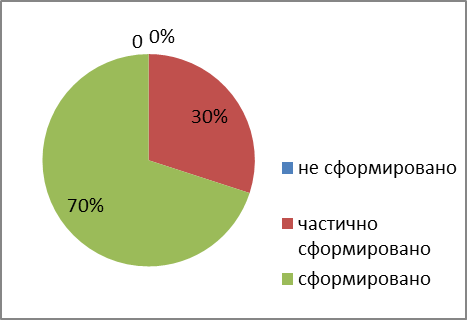 0 0%
30%
70%
не сформировано
частично
сформировано
сформировано